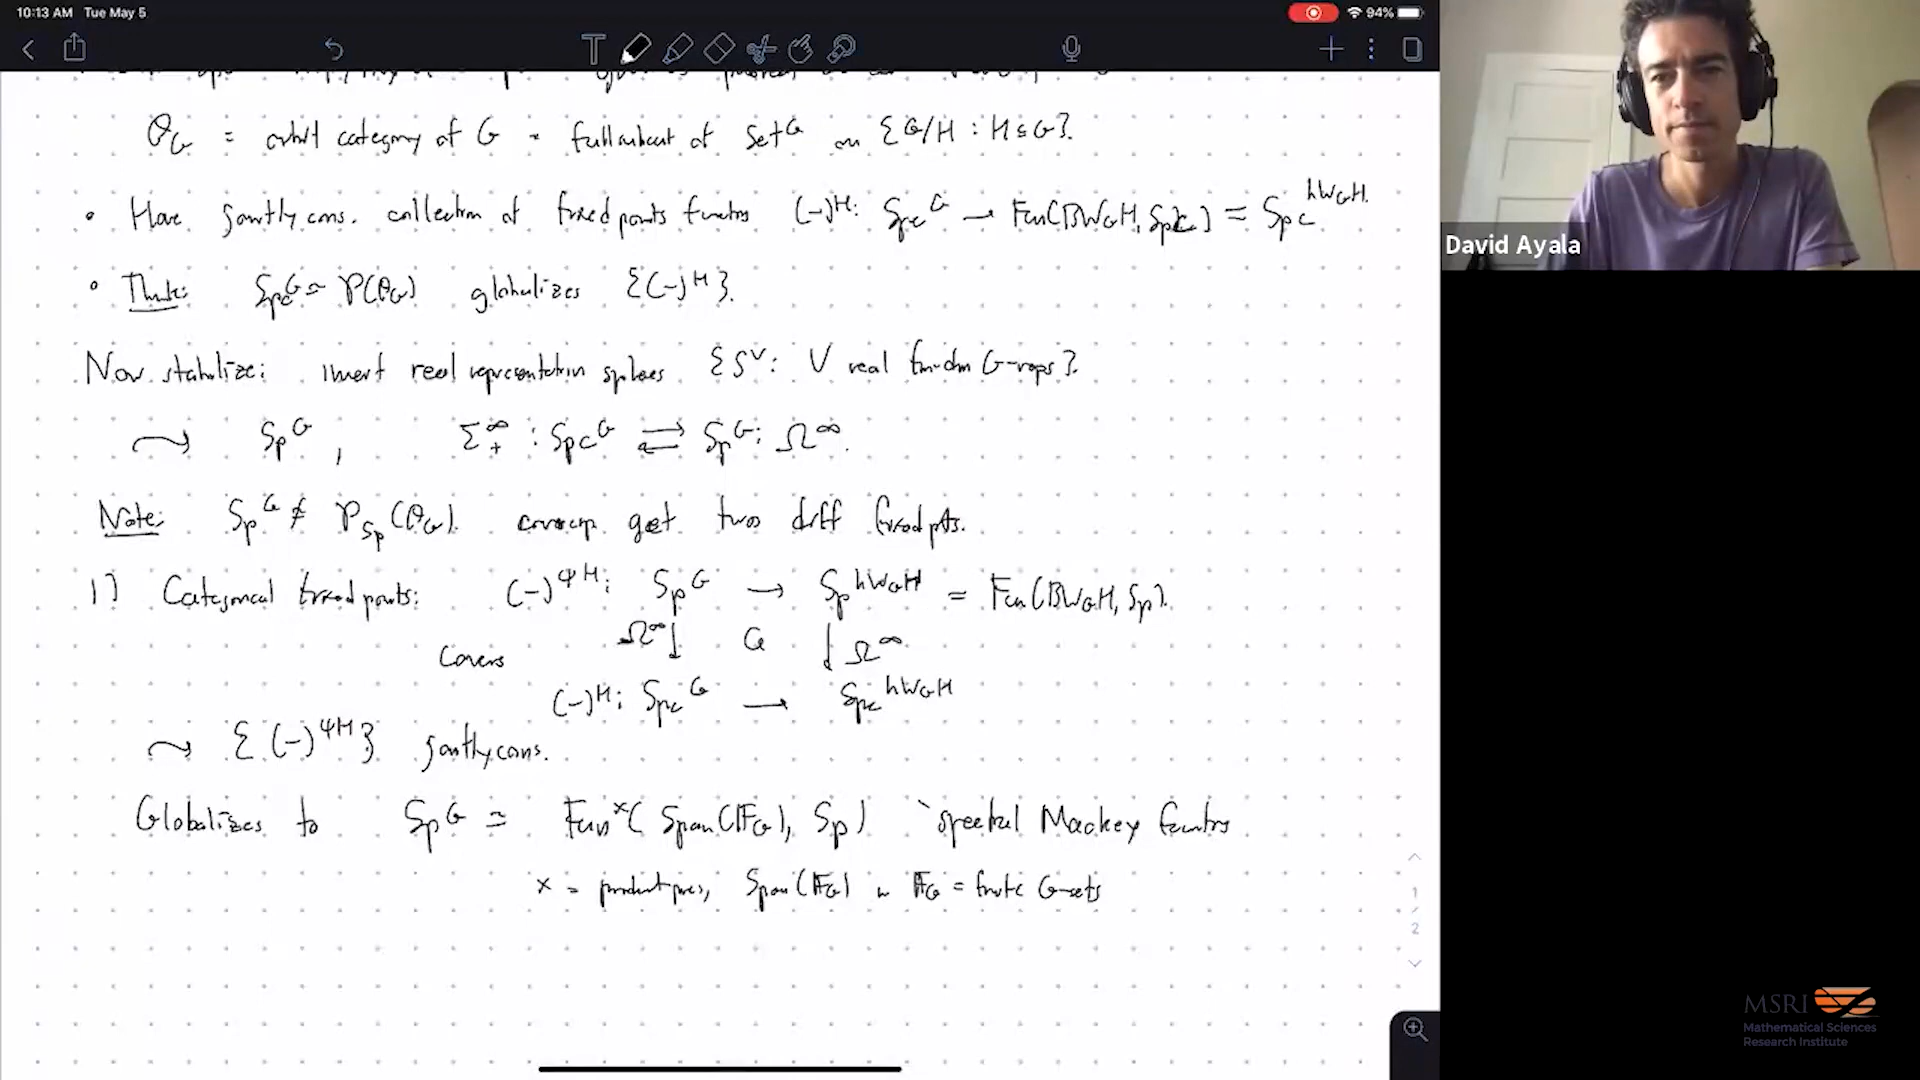 10:13 AM Tue May 5
94%
O_G = orbit category of G = full subcat of Set^G on {G/H : H ≤ G}.
• Have jointly cons. collection of fixed points functors (-)^H: Spc^G → Fun(BW_GH, Spc) = Spc^{hW_GH}.
• Thm: Spc^G ≃ P(O_G) globalizes {(-)^H}.
Now stabilize: invert real representation spheres {S^V : V real fin-dim G-reps}.
⤳ Sp^G, Σ^∞_+ : Spc^G ⇄ Sp^G : Ω^∞.
Note: Sp^G ≄ P_Sp(O_G). get two diff fixed pts.
1) Categorical fixed points: (-)^{ΨH}: Sp^G → Sp^{hW_GH} = Fun(BW_GH, Sp).
Ω^∞↓ G ↓Ω^∞
covers
(-)^H: Spc^G → Spc^{hW_GH}
⤳ {(-)^{ΨH}} jointly cons.
Globalizes to Sp^G ≃ Fun^×(Span(F_G), Sp) `spectral Mackey functors
× = product pres, Span(F_G) F_G = finite G-sets
1
/
2
David Ayala
MSRI
Mathematical Sciences
Research Institute